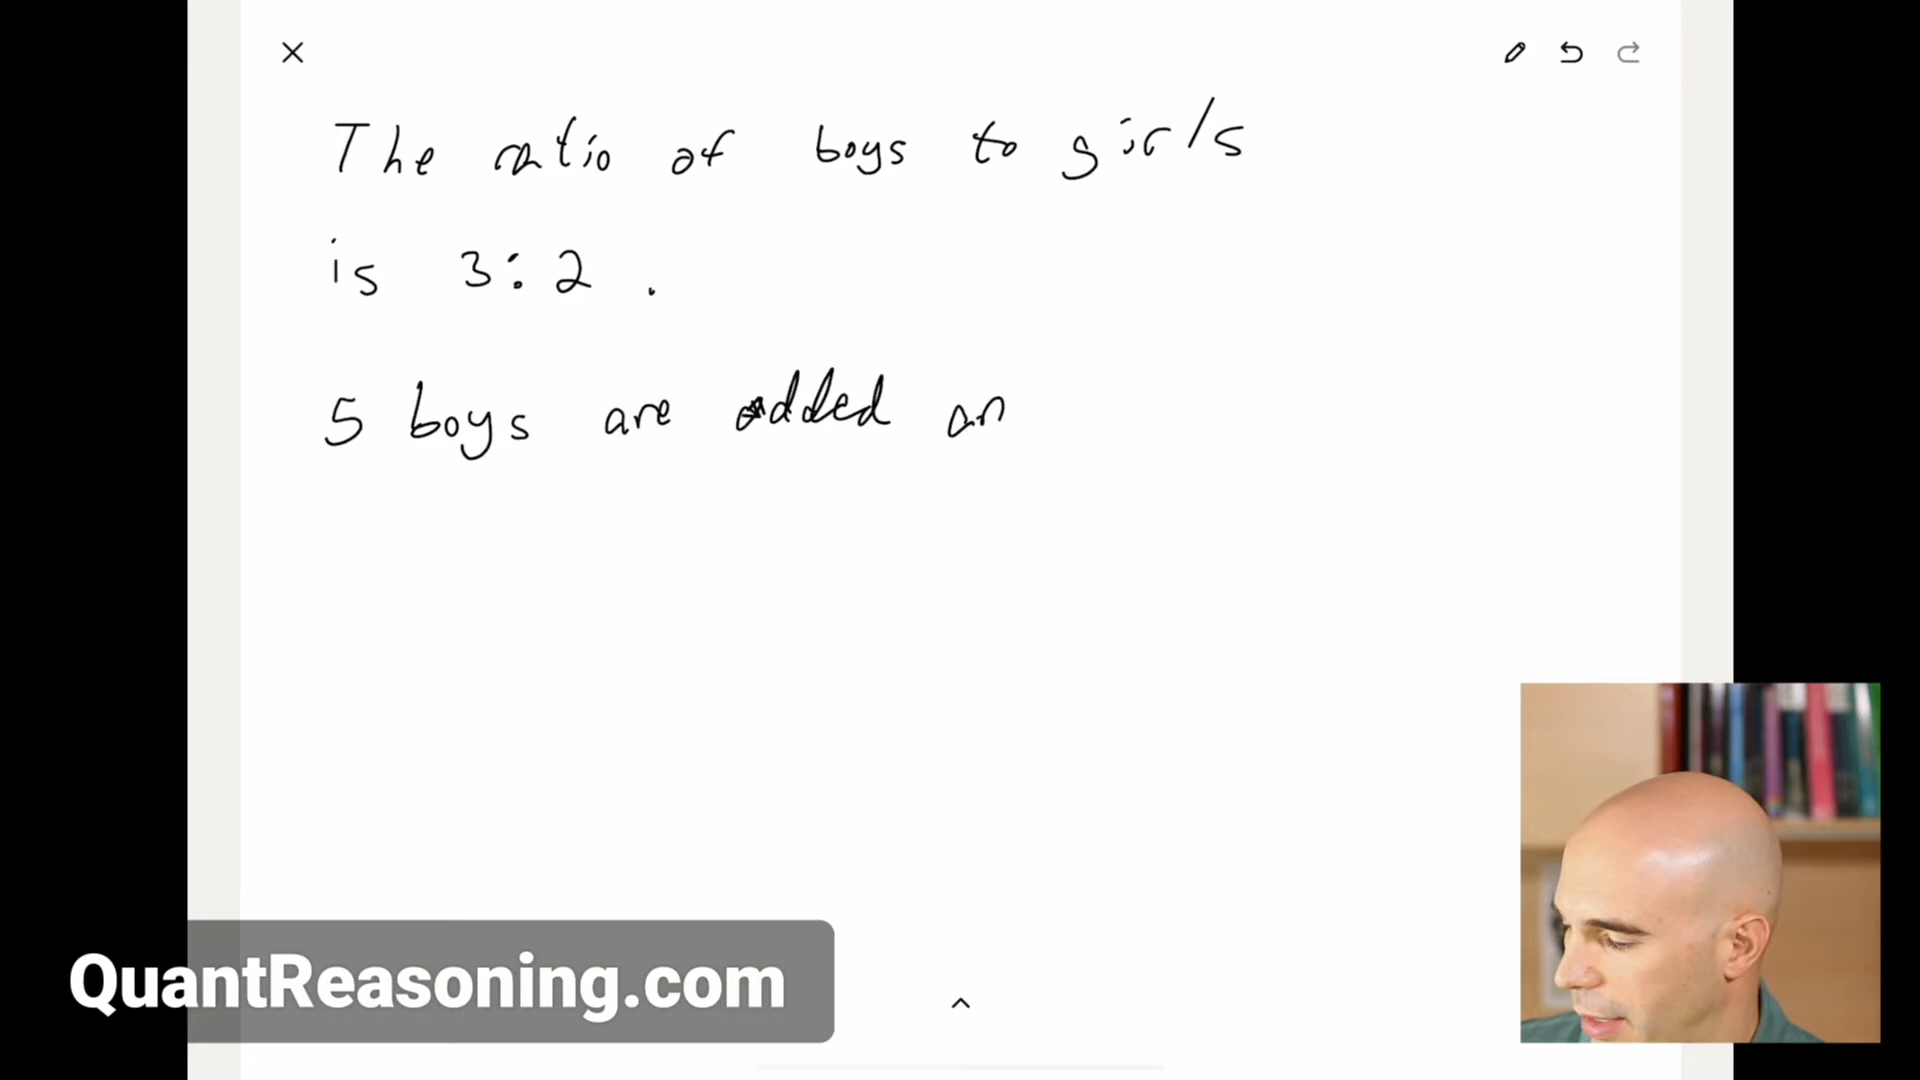 The ratio of boys to girls
is 3:2.
5 boys are added an
QuantReasoning.com